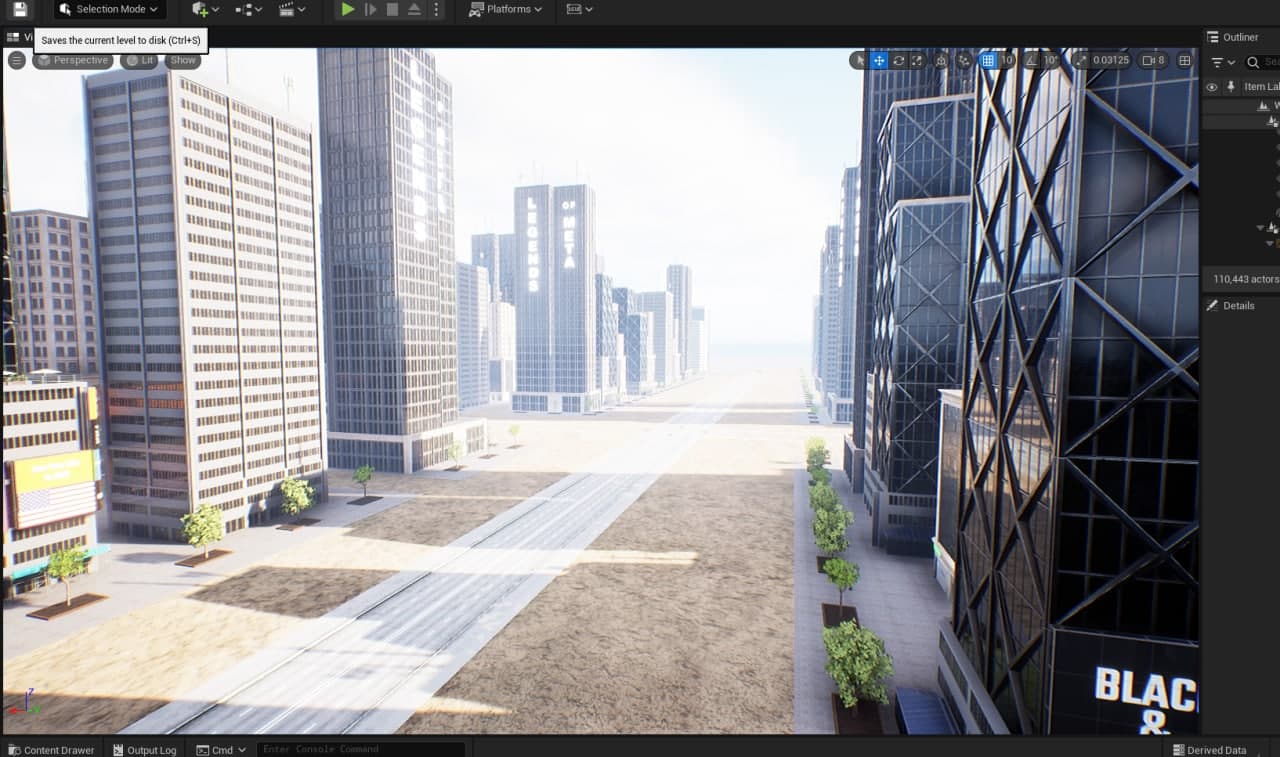 Selection Mode
Platforms
Vi
Saves the current level to disk (Ctrl+S)
Perspective
Lit
Show
10
10°
0.03125
8
Outliner
Sea
Item Lal
W
110,443 actors
Details
LEGENDS
OF META
BLAC
&
Content Drawer
Output Log
Cmd
Enter Console Command
Derived Data